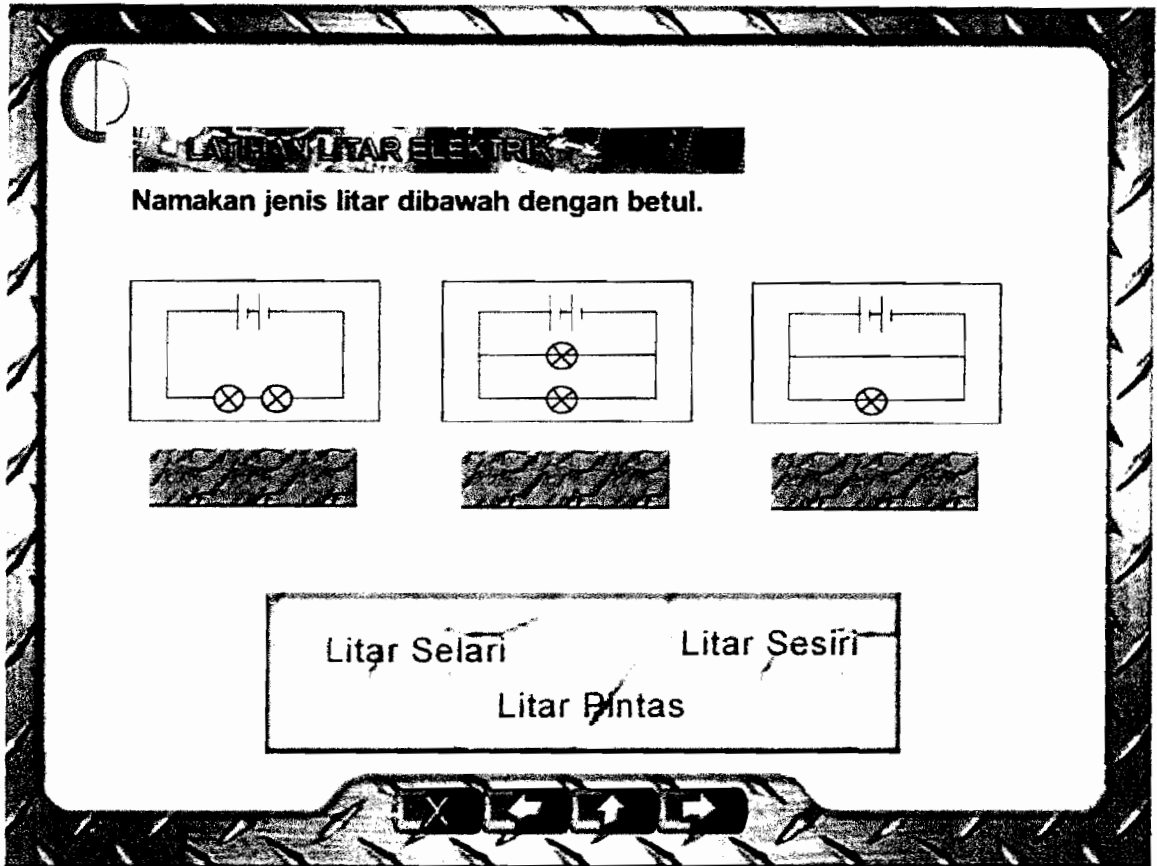 LATIHAN LITAR ELEKTRIK
Namakan jenis litar dibawah dengan betul.
Litar Selari
Litar Sesiri
Litar Pintas